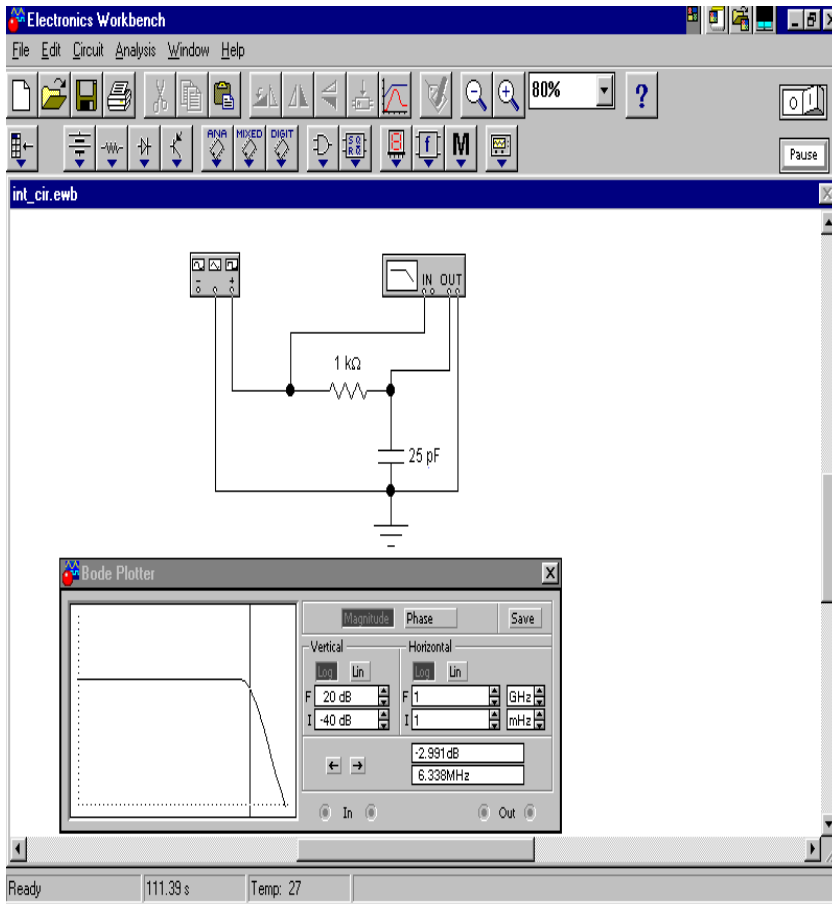 Electronics Workbench
File Edit Circuit Analysis Window Help
80%
?
ANA MIXED DIGIT
M
Pause
int_cir.ewb
IN OUT
- +
1 kΩ
25 pF
Bode Plotter
Magnitude Phase Save
Vertical Horizontal
Log Lin Log Lin
F 20 dB F 1 GHz
I -40 dB I 1 mHz
-2.991dB
6.338MHz
In Out
Ready 111.39 s Temp: 27